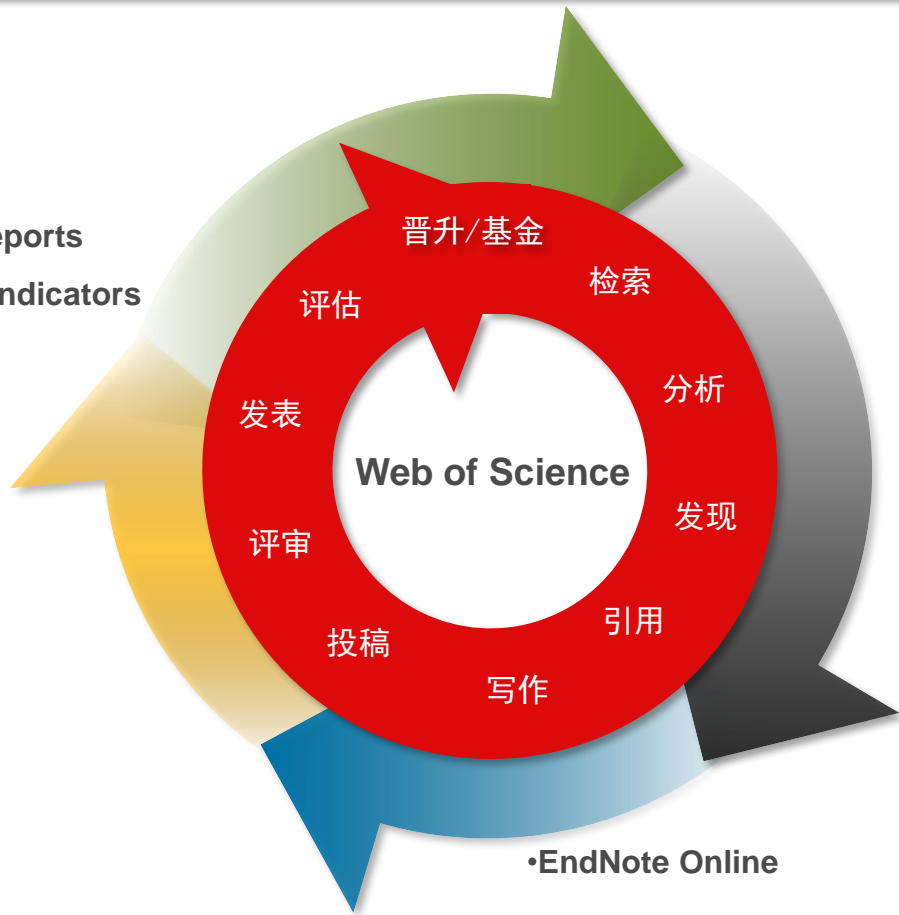 eports
ndicators
晋升/基金
检索
分析
发现
引用
写作
投稿
评审
发表
评估
Web of Science
•EndNote Online